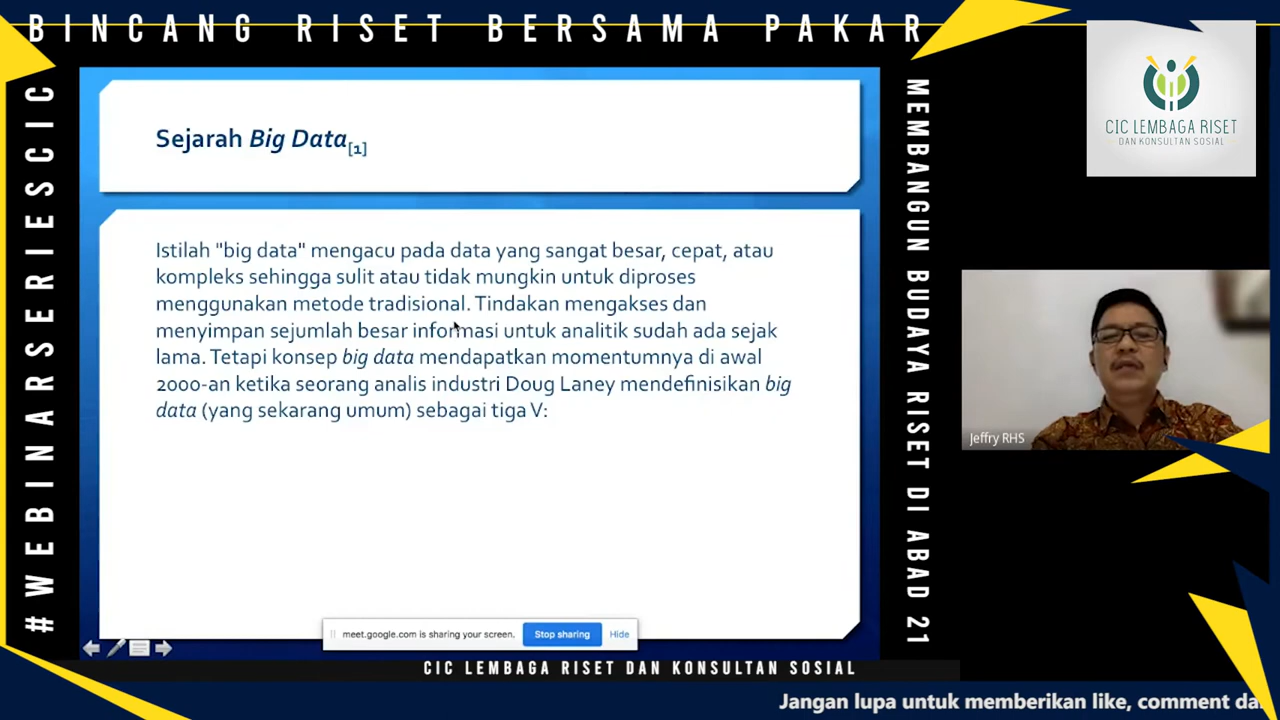 BINCANG RISET BERSAMA PAKAR
#WEBINARSERIESCIC
MEMBANGUN BUDAYA RISET DI ABAD 21
CIC LEMBAGA RISET
DAN KONSULTAN SOSIAL
Sejarah Big Data[1]
Istilah "big data" mengacu pada data yang sangat besar, cepat, atau
kompleks sehingga sulit atau tidak mungkin untuk diproses
menggunakan metode tradisional. Tindakan mengakses dan
menyimpan sejumlah besar informasi untuk analitik sudah ada sejak
lama. Tetapi konsep big data mendapatkan momentumnya di awal
2000-an ketika seorang analis industri Doug Laney mendefinisikan big
data (yang sekarang umum) sebagai tiga V:
Jeffry RHS
meet.google.com is sharing your screen.
Stop sharing
Hide
CIC LEMBAGA RISET DAN KONSULTAN SOSIAL
Jangan lupa untuk memberikan like, comment da